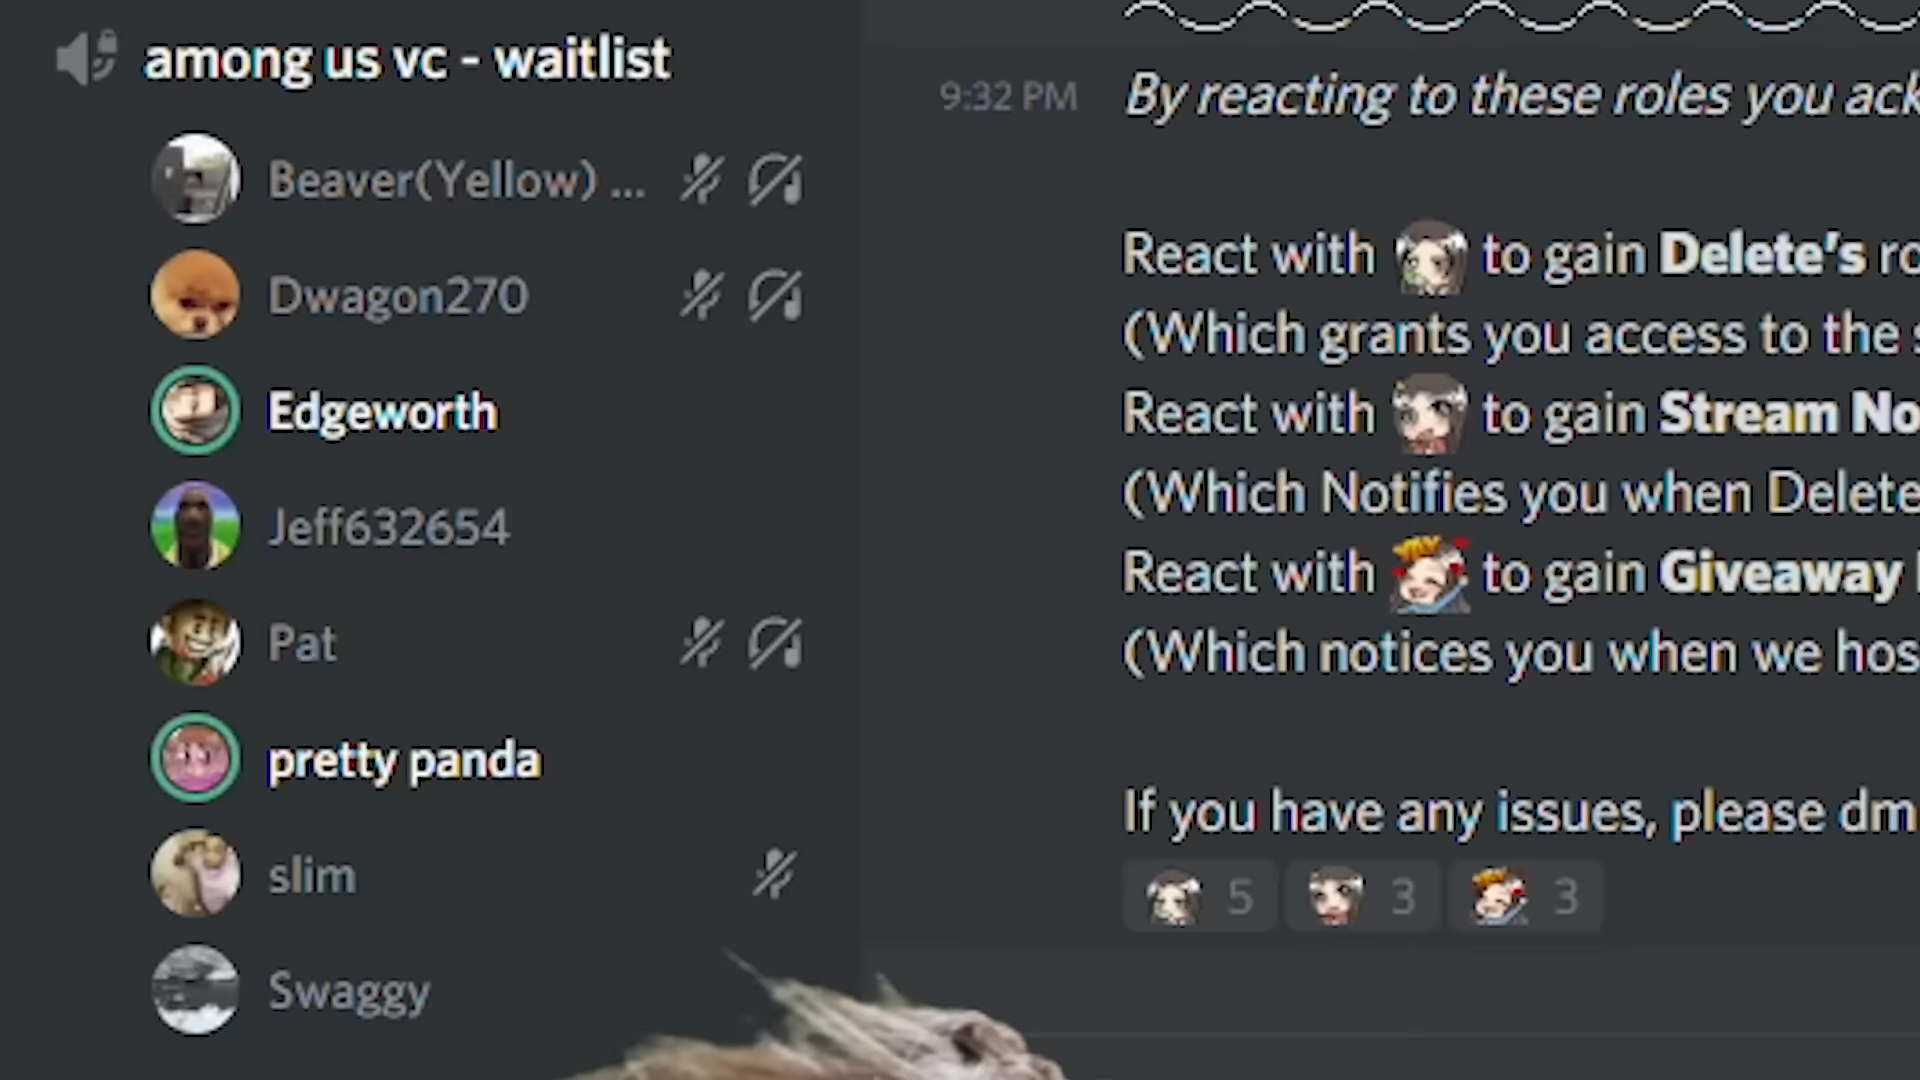 among us vc - waitlist
Beaver(Yellow) ...
Dwagon270
Edgeworth
Jeff632654
Pat
pretty panda
slim
Swaggy
9:32 PM
By reacting to these roles you ack
React with to gain Delete's ro
(Which grants you access to the s
React with to gain Stream No
(Which Notifies you when Delete
React with YAY to gain Giveaway
(Which notices you when we hos
If you have any issues, please dm
5 3 3